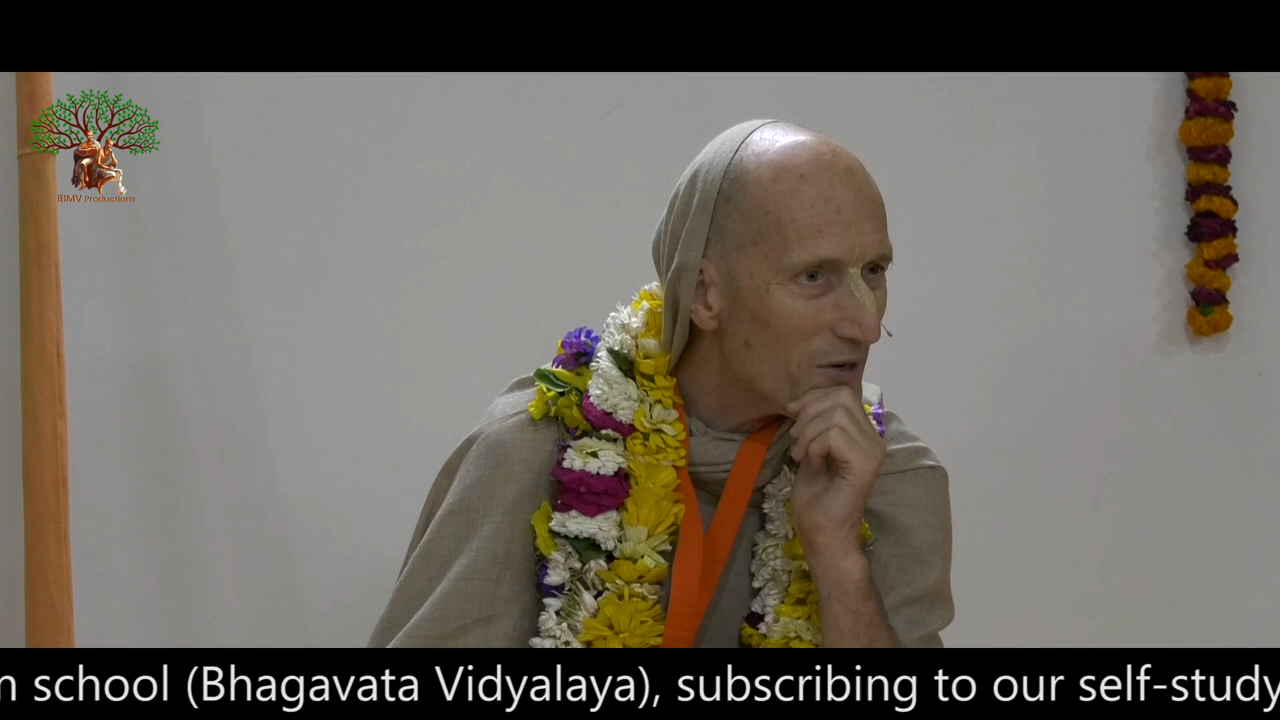 IBMV Productions
m school (Bhagavata Vidyalaya), subscribing to our self-study